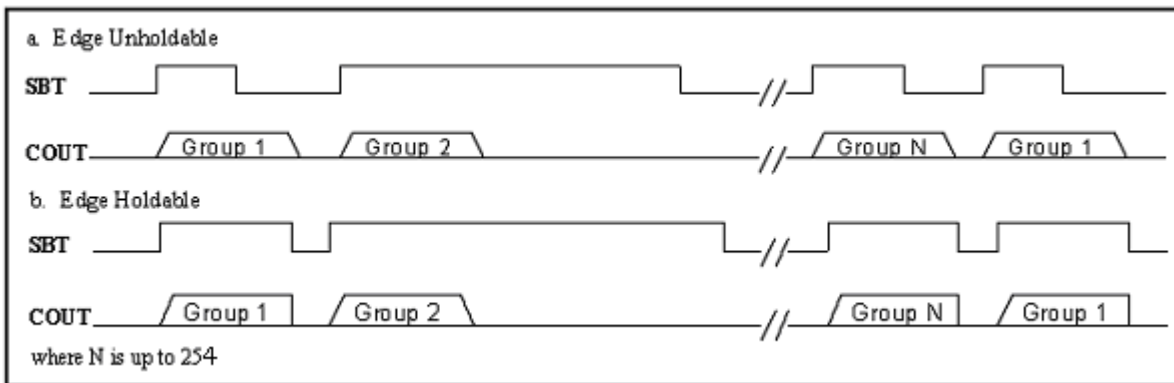 a. Edge Unholdable
SBT //
COUT Group 1 Group 2 // Group N Group 1
b. Edge Holdable
SBT //
COUT Group 1 Group 2 // Group N Group 1
where N is up to 254